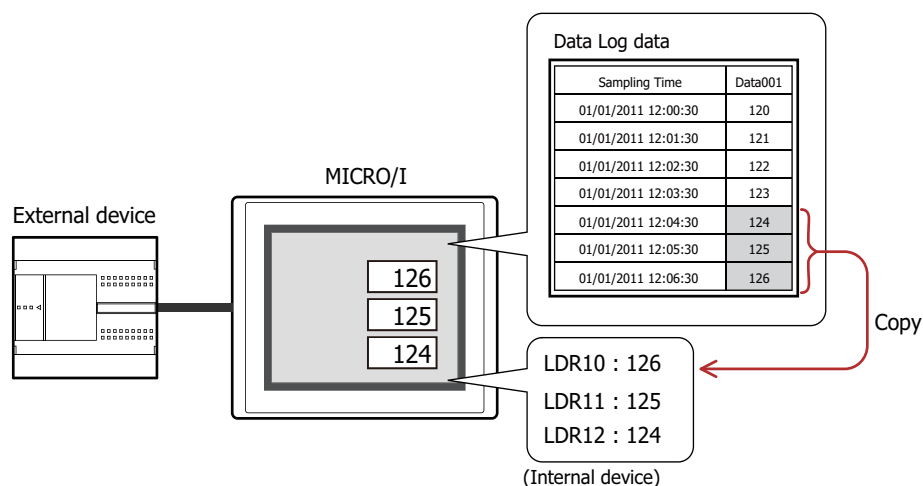 Data Log data
Sampling Time Data001
01/01/2011 12:00:30 120
01/01/2011 12:01:30 121
01/01/2011 12:02:30 122
01/01/2011 12:03:30 123
01/01/2011 12:04:30 124
01/01/2011 12:05:30 125
01/01/2011 12:06:30 126
MICRO/I
External device
126
125
124
Copy
LDR10 : 126
LDR11 : 125
LDR12 : 124
(Internal device)